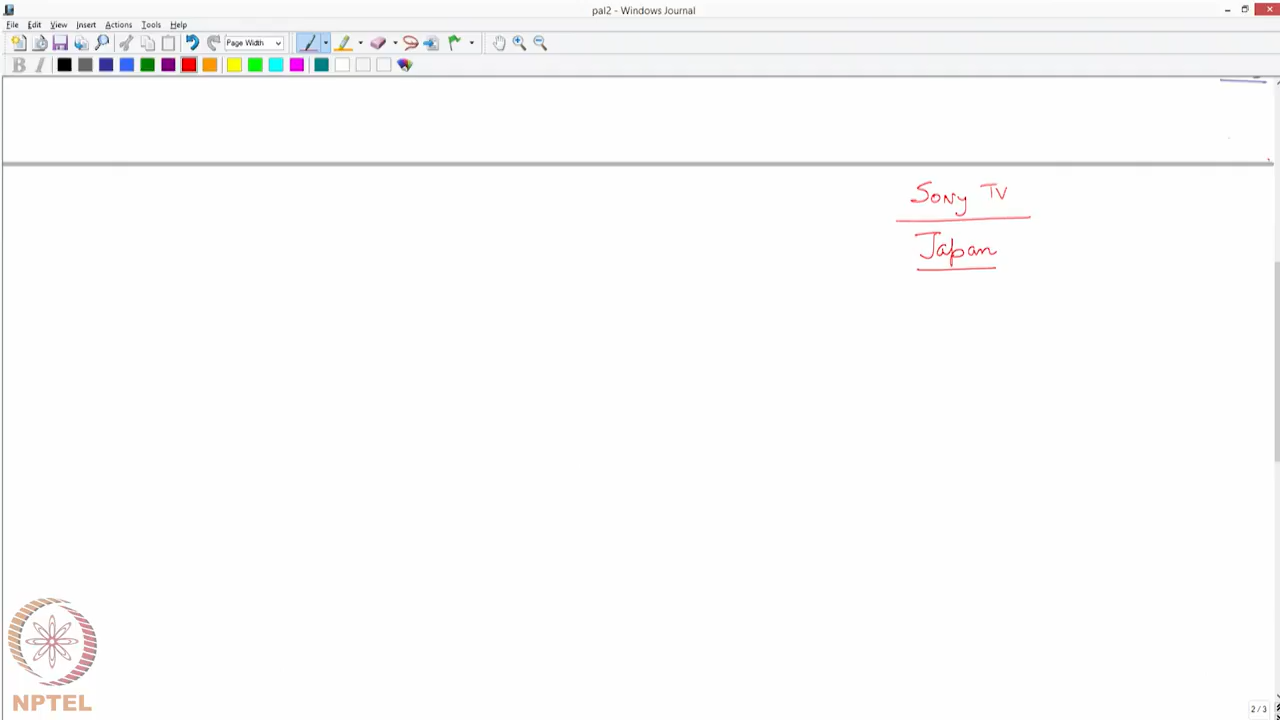 pal2 - Windows Journal
File Edit View Insert Actions Tools Help
Page Width
B I
Sony TV
Japan
NPTEL
2 / 3